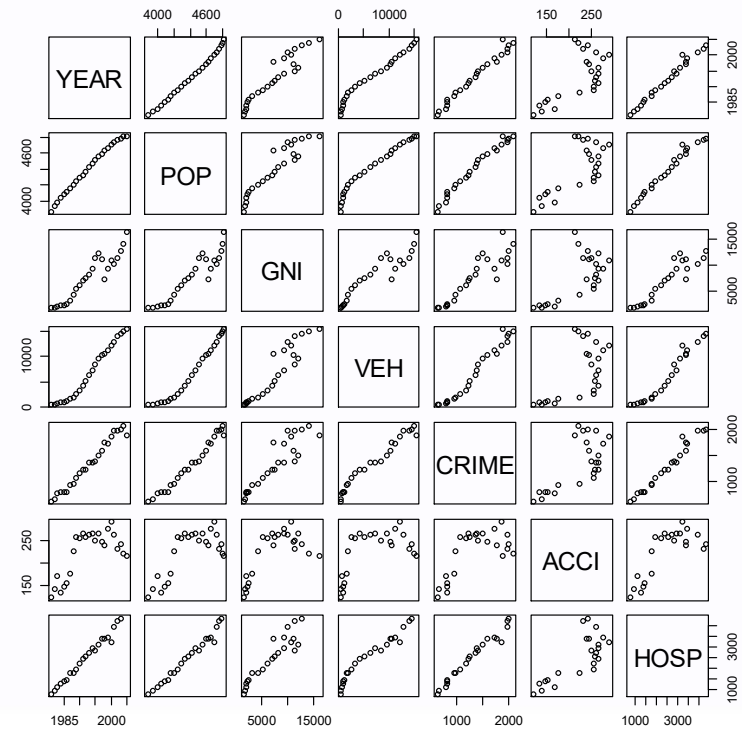 4000 4600 0 10000 150 250
YEAR 1985 2000
4000 4600 POP
GNI 5000 15000
0 10000 VEH
CRIME 1000 2000
150 250 ACCI
HOSP 1000 3000
1985 2000 5000 15000 1000 2000 1000 3000